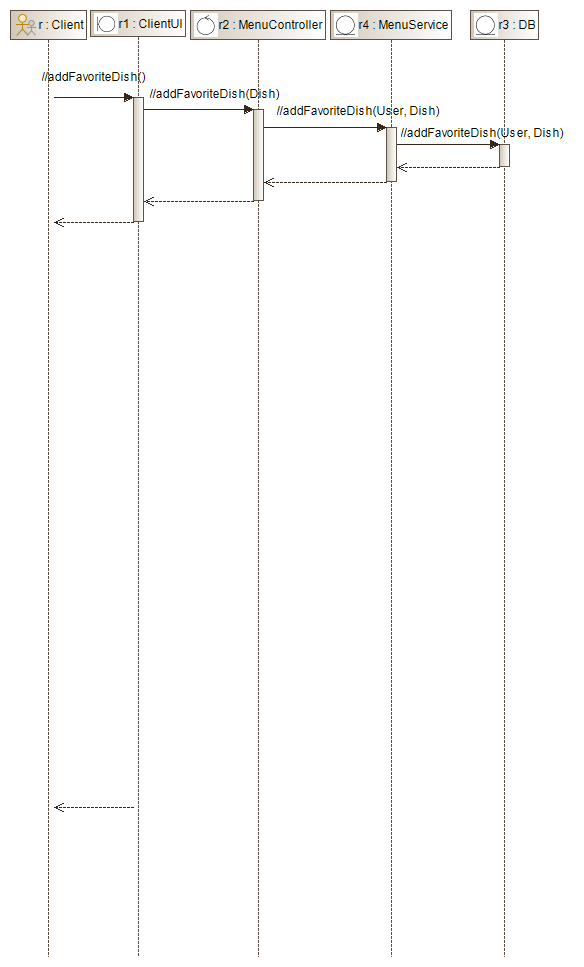 r : Client
r1 : ClientUI
r2 : MenuController
r4 : MenuService
r3 : DB
//addFavoriteDish()
//addFavoriteDish(Dish)
//addFavoriteDish(User, Dish)
//addFavoriteDish(User, Dish)